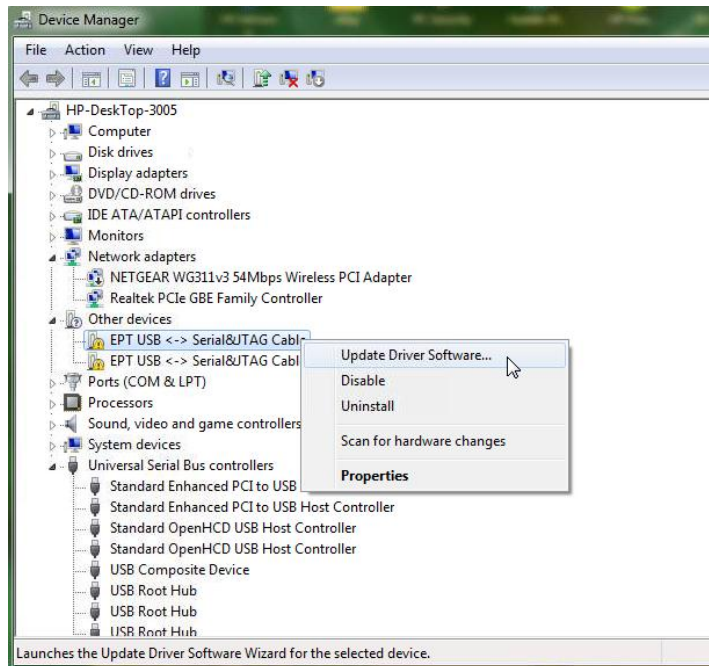 Device Manager
File Action View Help
HP-DeskTop-3005
Computer
Disk drives
Display adapters
DVD/CD-ROM drives
IDE ATA/ATAPI controllers
Monitors
Network adapters
NETGEAR WG311v3 54Mbps Wireless PCI Adapter
Realtek PCIe GBE Family Controller
Other devices
EPT USB <-> Serial&JTAG Cable
EPT USB <-> Serial&JTAG Cabl
Ports (COM & LPT)
Processors
Sound, video and game controllers
System devices
Universal Serial Bus controllers
Standard Enhanced PCI to USB
Standard Enhanced PCI to USB Host Controller
Standard OpenHCD USB Host Controller
Standard OpenHCD USB Host Controller
USB Composite Device
USB Root Hub
USB Root Hub
USB Root Hub
Update Driver Software...
Disable
Uninstall
Scan for hardware changes
Properties
Launches the Update Driver Software Wizard for the selected device.